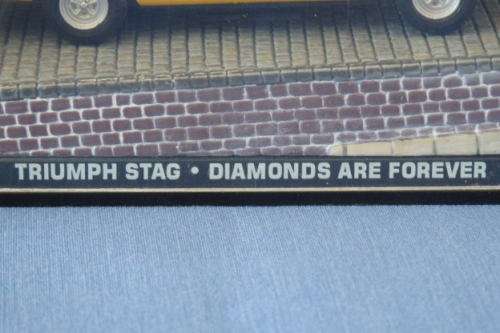 TRIUMPH STAG • DIAMONDS ARE FOREVER